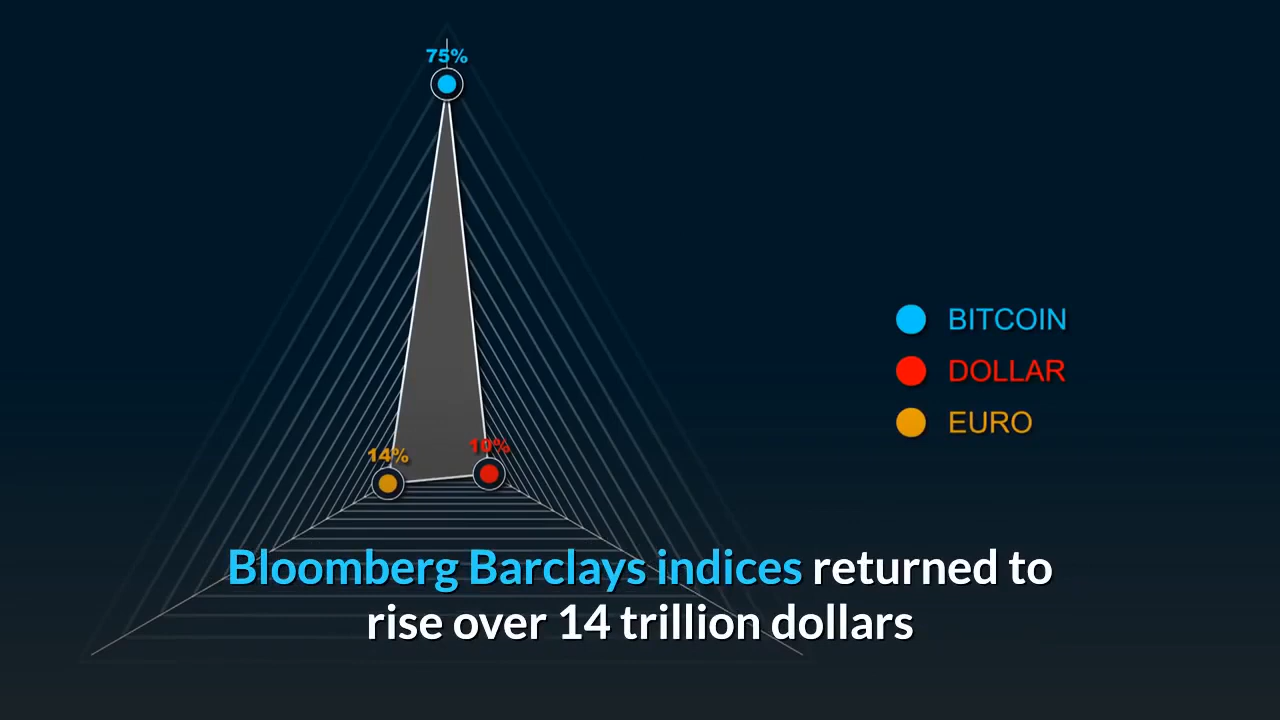 75%
BITCOIN
DOLLAR
EURO
10%
14%
Bloomberg Barclays indices returned to
rise over 14 trillion dollars